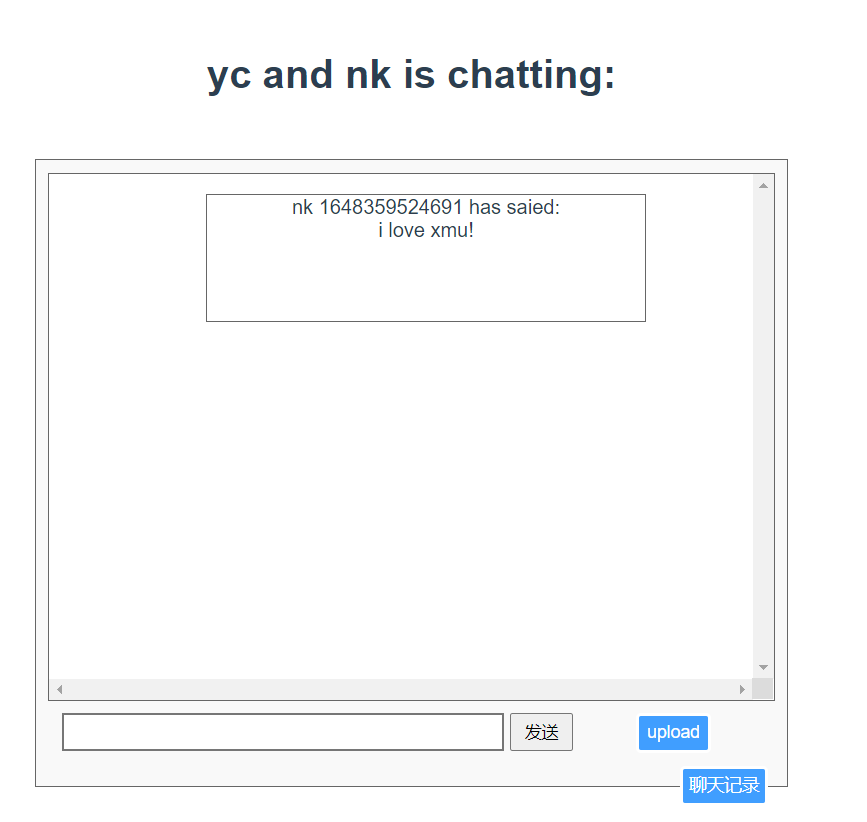 yc and nk is chatting:
nk 1648359524691 has saied:
i love xmu!
发送
upload
聊天记录